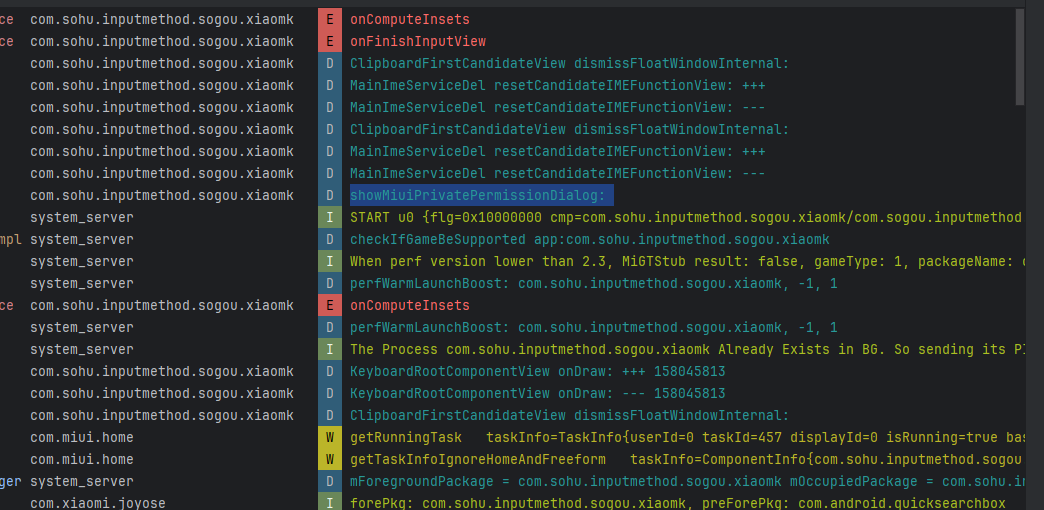 ce com.sohu.inputmethod.sogou.xiaomk E onComputeInsets
ce com.sohu.inputmethod.sogou.xiaomk E onFinishInputView
com.sohu.inputmethod.sogou.xiaomk D ClipboardFirstCandidateView dismissFloatWindowInternal:
com.sohu.inputmethod.sogou.xiaomk D MainImeServiceDel resetCandidateIMEFunctionView: +++
com.sohu.inputmethod.sogou.xiaomk D MainImeServiceDel resetCandidateIMEFunctionView: ---
com.sohu.inputmethod.sogou.xiaomk D ClipboardFirstCandidateView dismissFloatWindowInternal:
com.sohu.inputmethod.sogou.xiaomk D MainImeServiceDel resetCandidateIMEFunctionView: +++
com.sohu.inputmethod.sogou.xiaomk D MainImeServiceDel resetCandidateIMEFunctionView: ---
com.sohu.inputmethod.sogou.xiaomk D showMiuiPrivatePermissionDialog:
system_server I START u0 {flg=0x10000000 cmp=com.sohu.inputmethod.sogou.xiaomk/com.sogou.inputmethod
mpl system_server D checkIfGameBeSupported app:com.sohu.inputmethod.sogou.xiaomk
system_server I When perf version lower than 2.3, MiGTStub result: false, gameType: 1, packageName:
system_server D perfWarmLaunchBoost: com.sohu.inputmethod.sogou.xiaomk, -1, 1
ce com.sohu.inputmethod.sogou.xiaomk E onComputeInsets
system_server D perfWarmLaunchBoost: com.sohu.inputmethod.sogou.xiaomk, -1, 1
system_server I The Process com.sohu.inputmethod.sogou.xiaomk Already Exists in BG. So sending its
com.sohu.inputmethod.sogou.xiaomk D KeyboardRootComponentView onDraw: +++ 158045813
com.sohu.inputmethod.sogou.xiaomk D KeyboardRootComponentView onDraw: --- 158045813
com.sohu.inputmethod.sogou.xiaomk D ClipboardFirstCandidateView dismissFloatWindowInternal:
com.miui.home W getRunningTask taskInfo=TaskInfo{userId=0 taskId=457 displayId=0 isRunning=true bas
com.miui.home W getTaskInfoIgnoreHomeAndFreeform taskInfo=ComponentInfo{com.sohu.inputmethod.sogou
ger system_server D mForegroundPackage = com.sohu.inputmethod.sogou.xiaomk mOccupiedPackage = com.sohu.in
com.xiaomi.joyose I forePkg: com.sohu.inputmethod.sogou.xiaomk, preForePkg: com.android.quicksearchbox